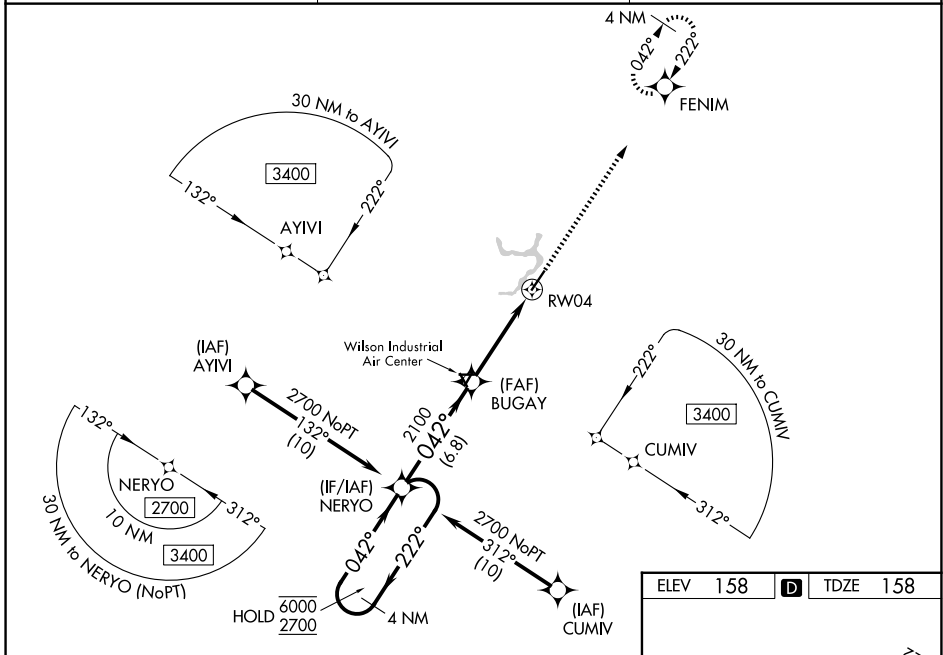 4 NM
042°
222°
FENIM
30 NM to AYIVI
3400
132°
222°
AYIVI
RW04
Wilson Industrial
Air Center
(FAF)
BUGAY
(IAF)
AYIVI
2700 NoPT
132°
(10)
2100
042°
(6.8)
222°
30 NM to CUMIV
3400
CUMIV
312°
132°
NERYO
2700
312°
10 NM
3400
30 NM to NERYO (NoPT)
(IF/IAF)
NERYO
042°
222°
2700 NoPT
312°
(10)
HOLD 6000
2700
4 NM
(IAF)
CUMIV
ELEV 158 D TDZE 158